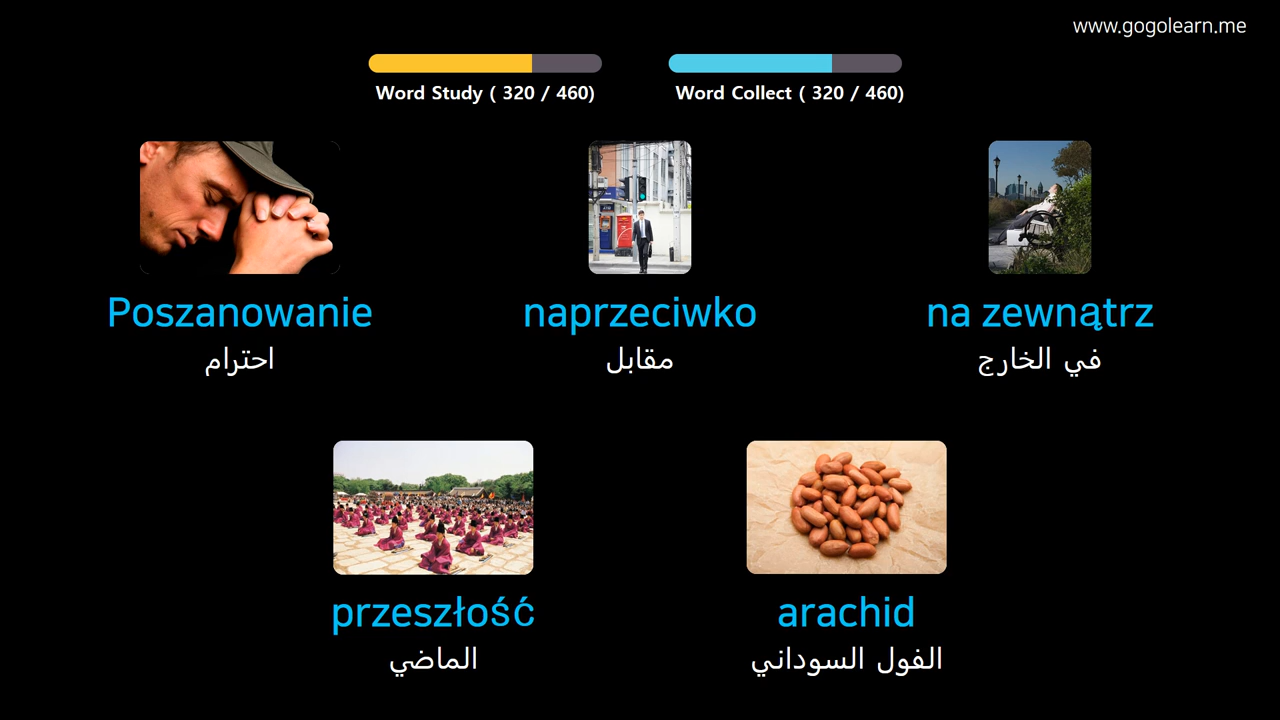 www.gogolearn.me
Word Study ( 320 / 460)
Word Collect ( 320 / 460)
Poszanowanie
احترام
naprzeciwko
مقابل
na zewnątrz
في الخارج
przeszłość
الماضي
arachid
الفول السوداني